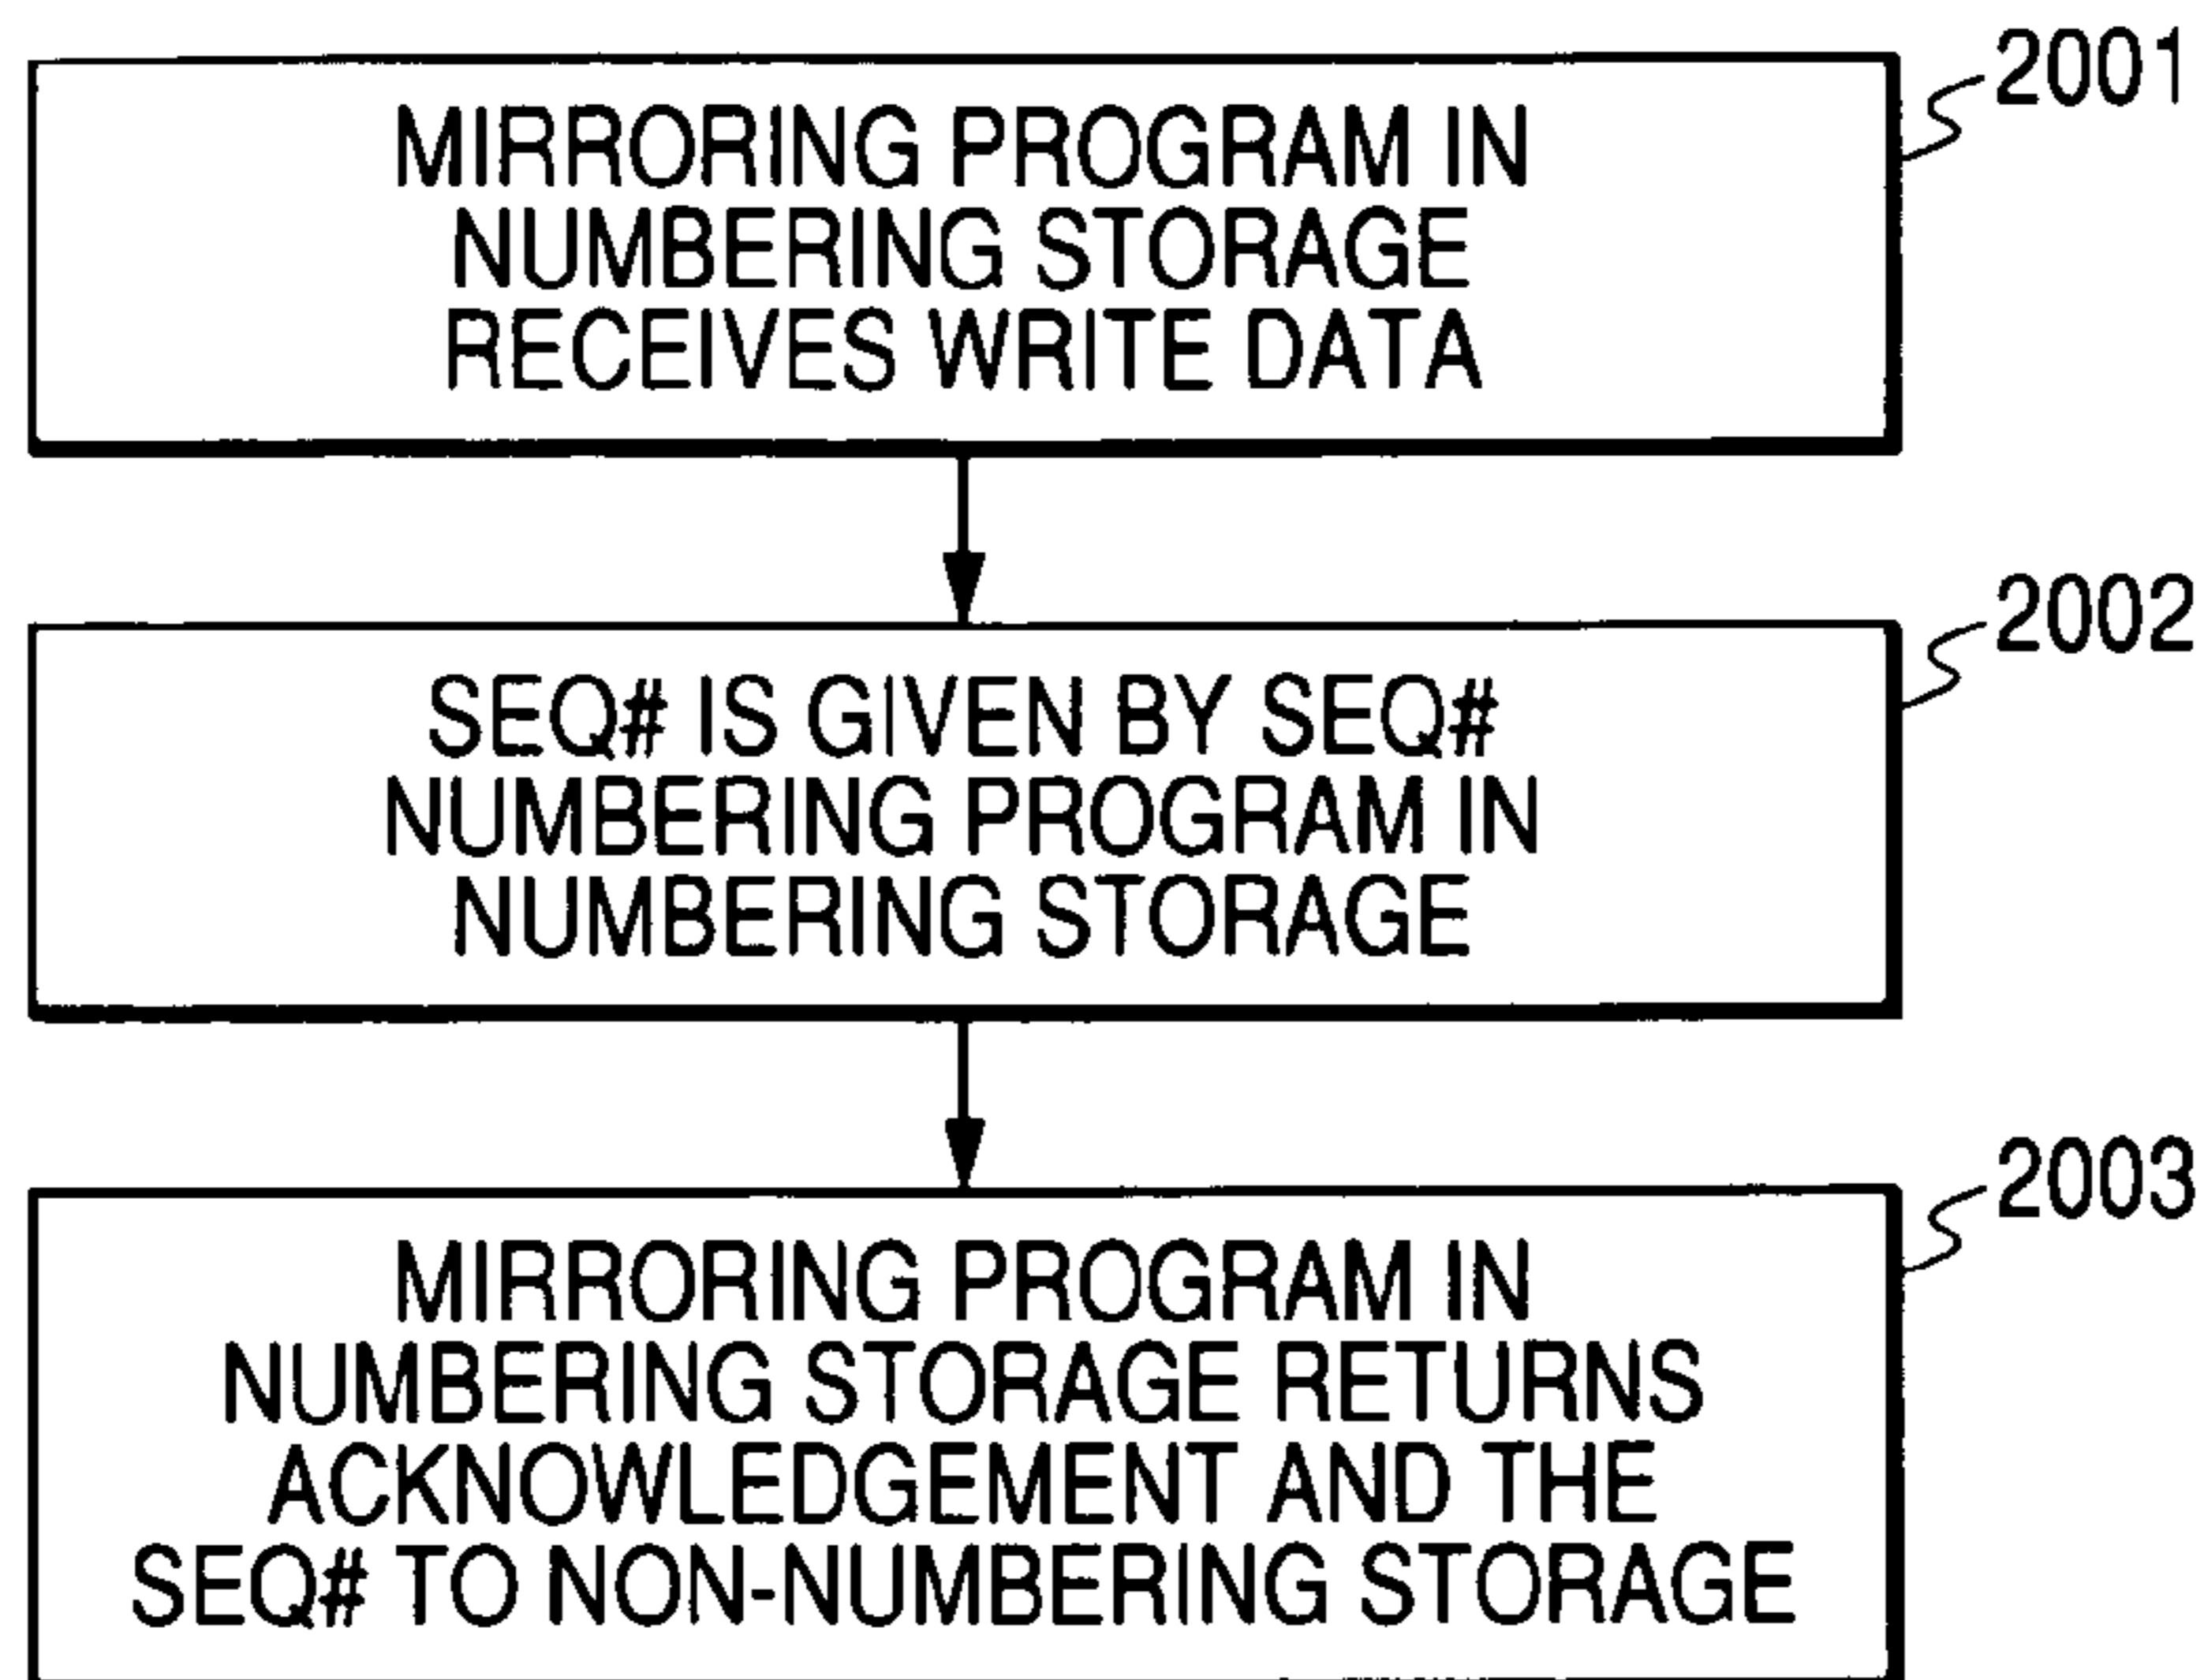 MIRRORING PROGRAM IN
NUMBERING STORAGE
RECEIVES WRITE DATA
2001
SEQ# IS GIVEN BY SEQ#
NUMBERING PROGRAM IN
NUMBERING STORAGE
2002
MIRRORING PROGRAM IN
NUMBERING STORAGE RETURNS
ACKNOWLEDGEMENT AND THE
SEQ# TO NON-NUMBERING STORAGE
2003